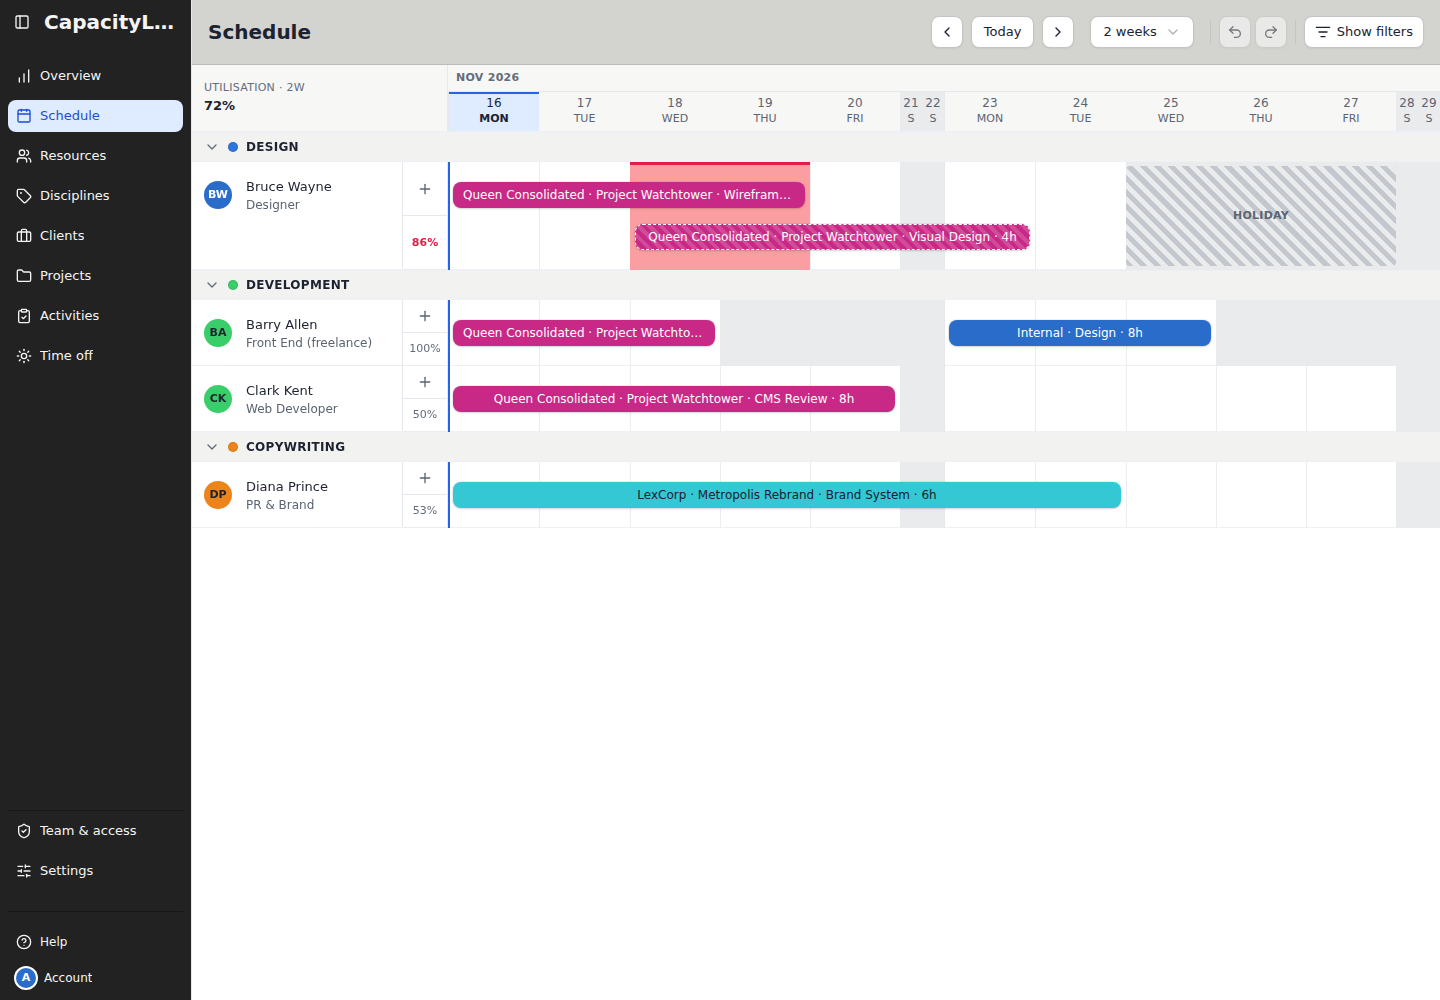 CapacityL...
Overview
Schedule
Resources
Disciplines
Clients
Projects
Activities
Time off
Team & access
Settings
Help
A Account
Schedule
Today
2 weeks
Show filters
UTILISATION · 2W
72%
NOV 2026
16 17 18 19 20 21 22 23 24 25 26 27 28 29
MON TUE WED THU FRI S S MON TUE WED THU FRI S S
DESIGN
BW Bruce Wayne
Designer
86%
Queen Consolidated · Project Watchtower · Wirefram...
Queen Consolidated · Project Watchtower · Visual Design · 4h
HOLIDAY
DEVELOPMENT
BA Barry Allen
Front End (freelance)
100%
Queen Consolidated · Project Watchto...
Internal · Design · 8h
CK Clark Kent
Web Developer
50%
Queen Consolidated · Project Watchtower · CMS Review · 8h
COPYWRITING
DP Diana Prince
PR & Brand
53%
LexCorp · Metropolis Rebrand · Brand System · 6h